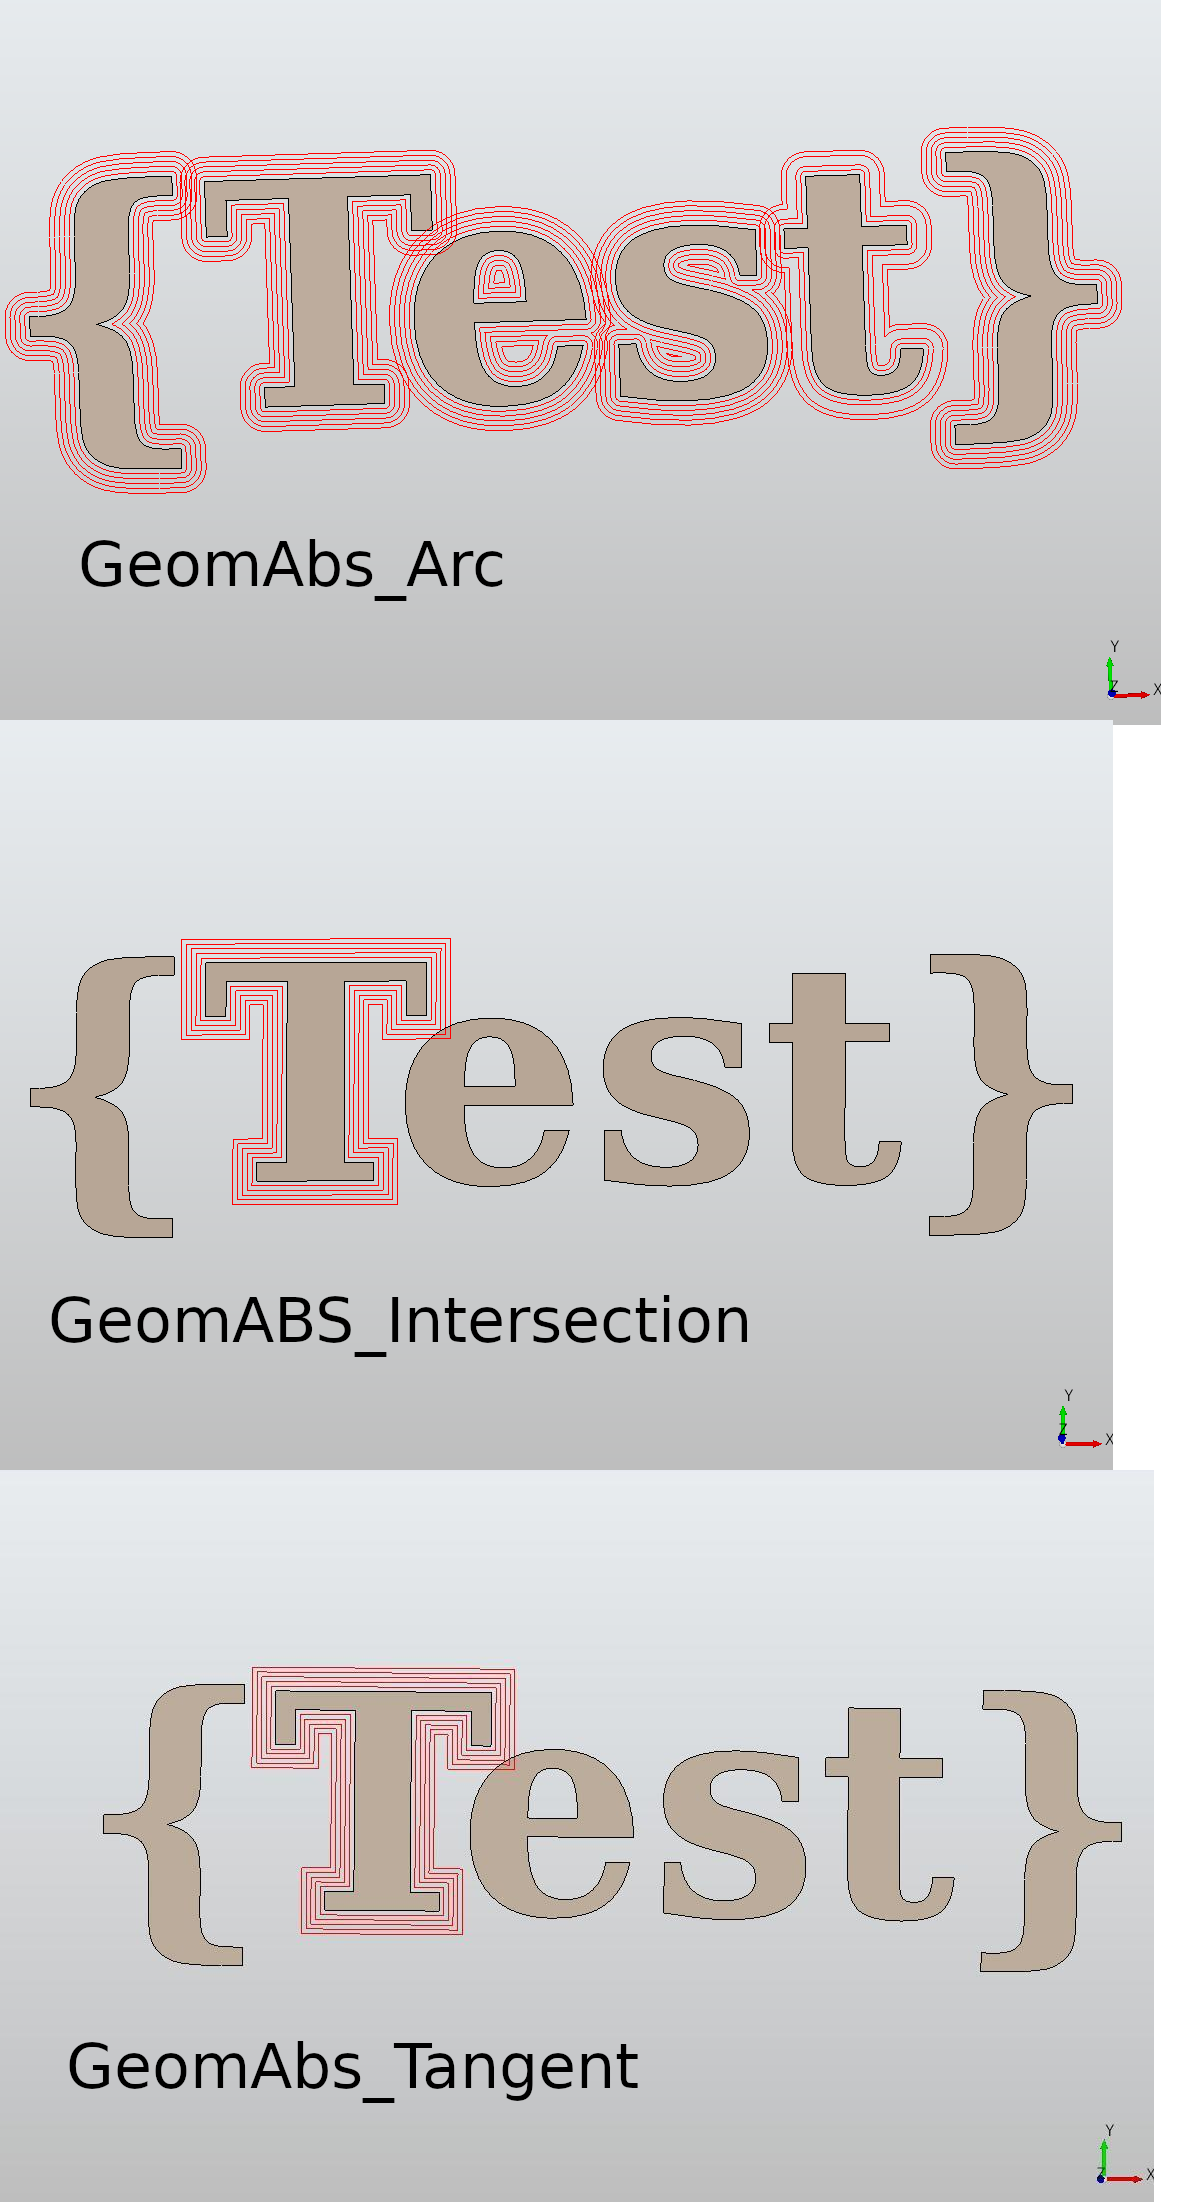 {Test}
GeomAbs_Arc
Y
Z
X
{Test}
GeomABS_Intersection
Y
Z
X
{Test}
GeomAbs_Tangent
Y
Z
X